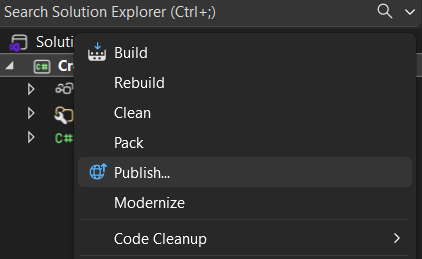 Search Solution Explorer (Ctrl+;)
Build
Rebuild
Clean
Pack
Publish...
Modernize
Code Cleanup
C#